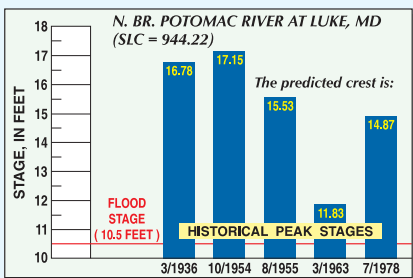 N. BR. POTOMAC RIVER AT LUKE, MD
(SLC = 944.22)
The predicted crest is:
STAGE, IN FEET
18
17
16
15
14
13
12
11
10
16.78
17.15
15.53
11.83
14.87
FLOOD
STAGE
( 10.5 FEET )
HISTORICAL PEAK STAGES
3/1936 10/1954 8/1955 3/1963 7/1978